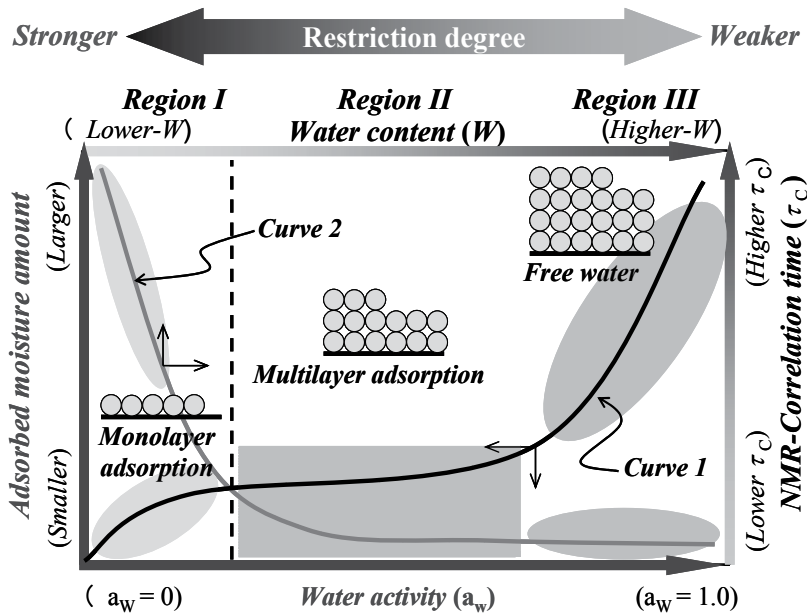 Stronger
Restriction degree
Weaker
Region I
Region II
Region III
( Lower-W)
Water content (W)
(Higher-W)
Adsorbed moisture amount
(Larger)
(Smaller)
Curve 2
Free water
Multilayer adsorption
Monolayer
adsorption
Curve 1
(Higher τC)
(Lower τC)
NMR-Correlation time (τC)
( aW = 0)
Water activity (aw)
(aW = 1.0)